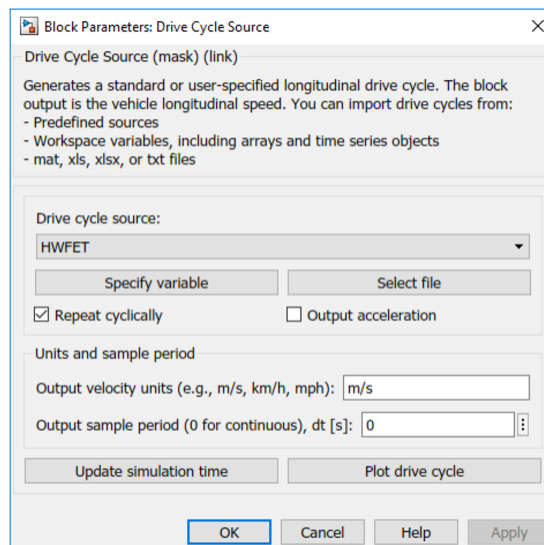 Block Parameters: Drive Cycle Source
Drive Cycle Source (mask) (link)
Generates a standard or user-specified longitudinal drive cycle. The block
output is the vehicle longitudinal speed. You can import drive cycles from:
- Predefined sources
- Workspace variables, including arrays and time series objects
- mat, xls, xlsx, or txt files
Drive cycle source:
HWFET
Specify variable Select file
Repeat cyclically Output acceleration
Units and sample period
Output velocity units (e.g., m/s, km/h, mph): m/s
Output sample period (0 for continuous), dt [s]: 0
Update simulation time Plot drive cycle
OK Cancel Help Apply